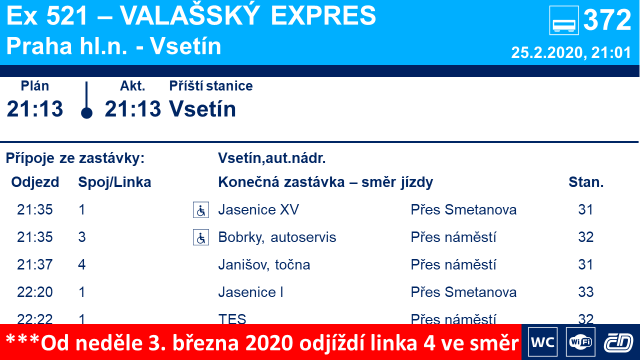 Ex 521 – VALAŠSKÝ EXPRES
372
Praha hl.n. - Vsetín
25.2.2020, 21:01
Plán Akt. Příští stanice
21:13 21:13 Vsetín
Přípoje ze zastávky: Vsetín,aut.nádr.
Odjezd Spoj/Linka Konečná zastávka – směr jízdy Stan.
21:35 1 Jasenice XV Přes Smetanova 31
21:35 3 Bobrky, autoservis Přes náměstí 32
21:37 4 Janišov, točna Přes náměstí 31
22:20 1 Jasenice I Přes Smetanova 33
22:22 1 TES Přes náměstí 32
***Od neděle 3. března 2020 odjíždí linka 4 ve směr
WC WiFi ČD